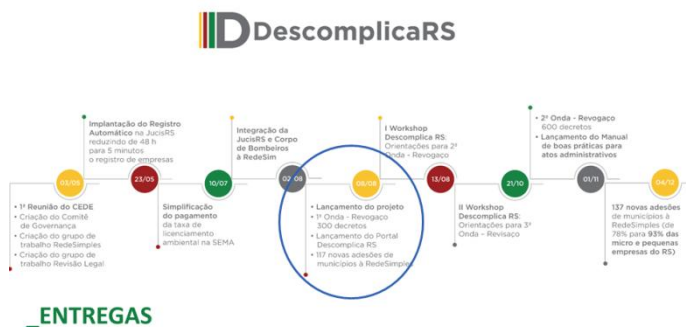 DescomplicaRS
Implantação do Registro
Automático na JucisRS
reduzindo de 48 h
para 5 minutos
o registro de empresas
Integração da
JucisRS e Corpo
de Bombeiros
à RedeSim
I Workshop
Descomplica RS:
Orientações para 2ª
Onda - Revogaço
• 2ª Onda - Revogaço
600 decretos
• Lançamento do Manual
de boas práticas para
atos administrativos
23/05
10/07
02/08
13/08
21/10
01/11
04/12
• 1ª Reunião do CEDE
• Criação do Comitê
de Governança
• Criação do grupo de
trabalho RedeSimples
• Criação do grupo de
trabalho Revisão Legal
Simplificação
do pagamento
da taxa de
licenciamento
ambiental na SEMA
• Lançamento do projeto
• 1ª Onda - Revogaço
300 decretos
• Lançamento do Portal
Descomplica RS
• 117 novas adesões de
municípios à RedeSimples
II Workshop
Descomplica RS:
Orientações para 3ª
Onda - Revisaço
137 novas adesões
de municípios à
RedeSimples (de
78% para 93% das
micro e pequenas
empresas do RS)
_ENTREGAS